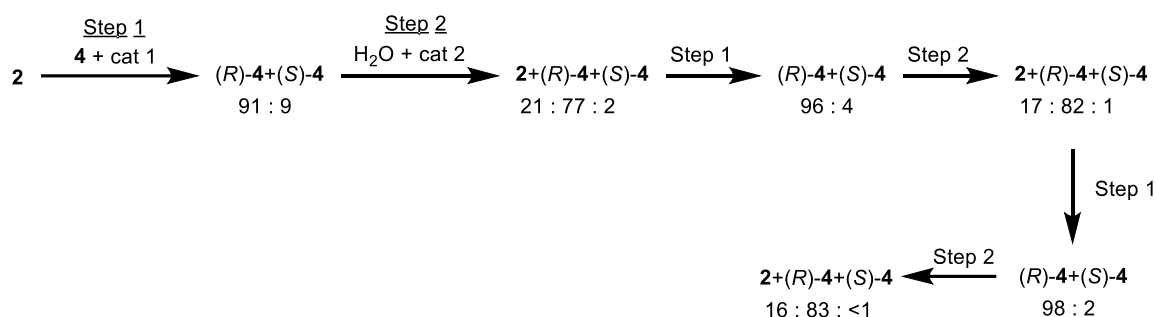 Step 1
4 + cat 1
2
(R)-4+(S)-4
91 : 9
Step 2
H₂O + cat 2
2+(R)-4+(S)-4
21 : 77 : 2
Step 1
(R)-4+(S)-4
96 : 4
Step 2
2+(R)-4+(S)-4
17 : 82 : 1
Step 1
(R)-4+(S)-4
98 : 2
Step 2
2+(R)-4+(S)-4
16 : 83 : <1